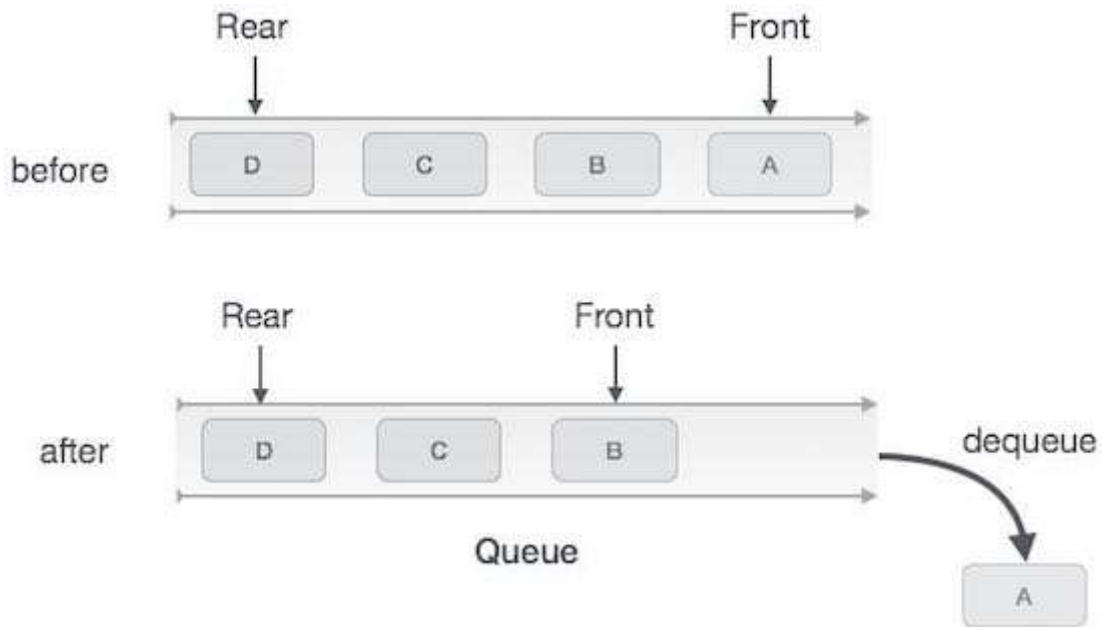 Rear Front
before D C B A
Rear Front
after D C B dequeue
Queue
A